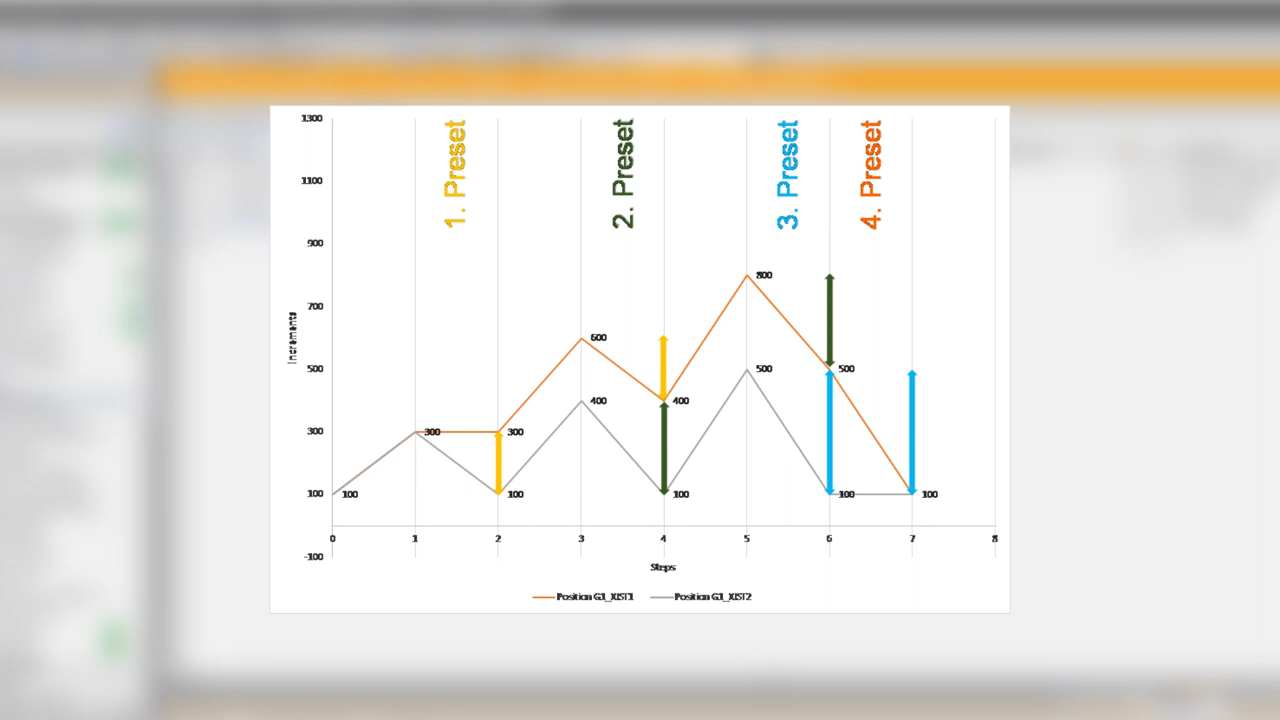 1. Preset
2. Preset
3. Preset
4. Preset
1300
1100
900
700
500
300
100
-100
Increments
100
300
300
100
600
400
400
100
800
500
500
100
100
0 1 2 3 4 5 6 7 8
Steps
Position G1_XIST1 Position G1_XIST2